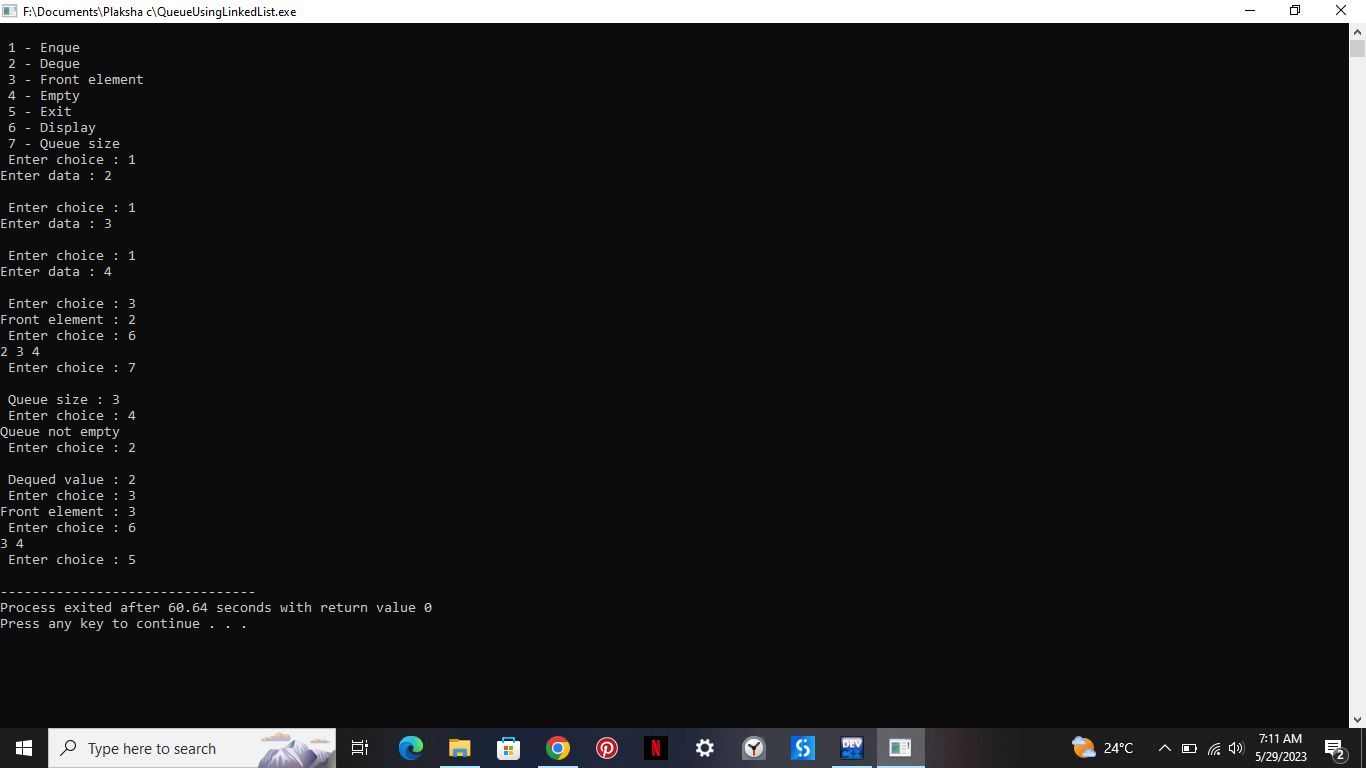 F:\Documents\Plaksha c\QueueUsingLinkedList.exe
1 - Enque
2 - Deque
3 - Front element
4 - Empty
5 - Exit
6 - Display
7 - Queue size
Enter choice : 1
Enter data : 2
Enter choice : 1
Enter data : 3
Enter choice : 1
Enter data : 4
Enter choice : 3
Front element : 2
Enter choice : 6
2 3 4
Enter choice : 7
Queue size : 3
Enter choice : 4
Queue not empty
Enter choice : 2
Dequed value : 2
Enter choice : 3
Front element : 3
Enter choice : 6
3 4
Enter choice : 5
--------------------------------
Process exited after 60.64 seconds with return value 0
Press any key to continue . . .
Type here to search
N
DEV
24°C
7:11 AM
5/29/2023
2